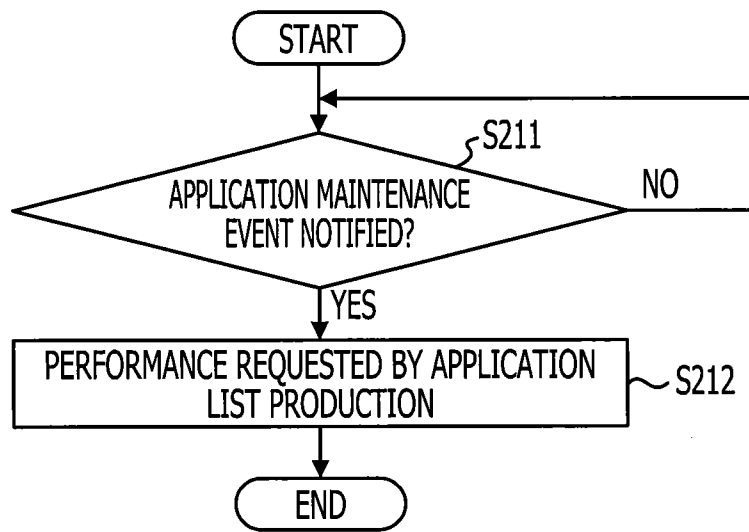 START
S211
APPLICATION MAINTENANCE
EVENT NOTIFIED?
NO
YES
PERFORMANCE REQUESTED BY APPLICATION
LIST PRODUCTION
S212
END